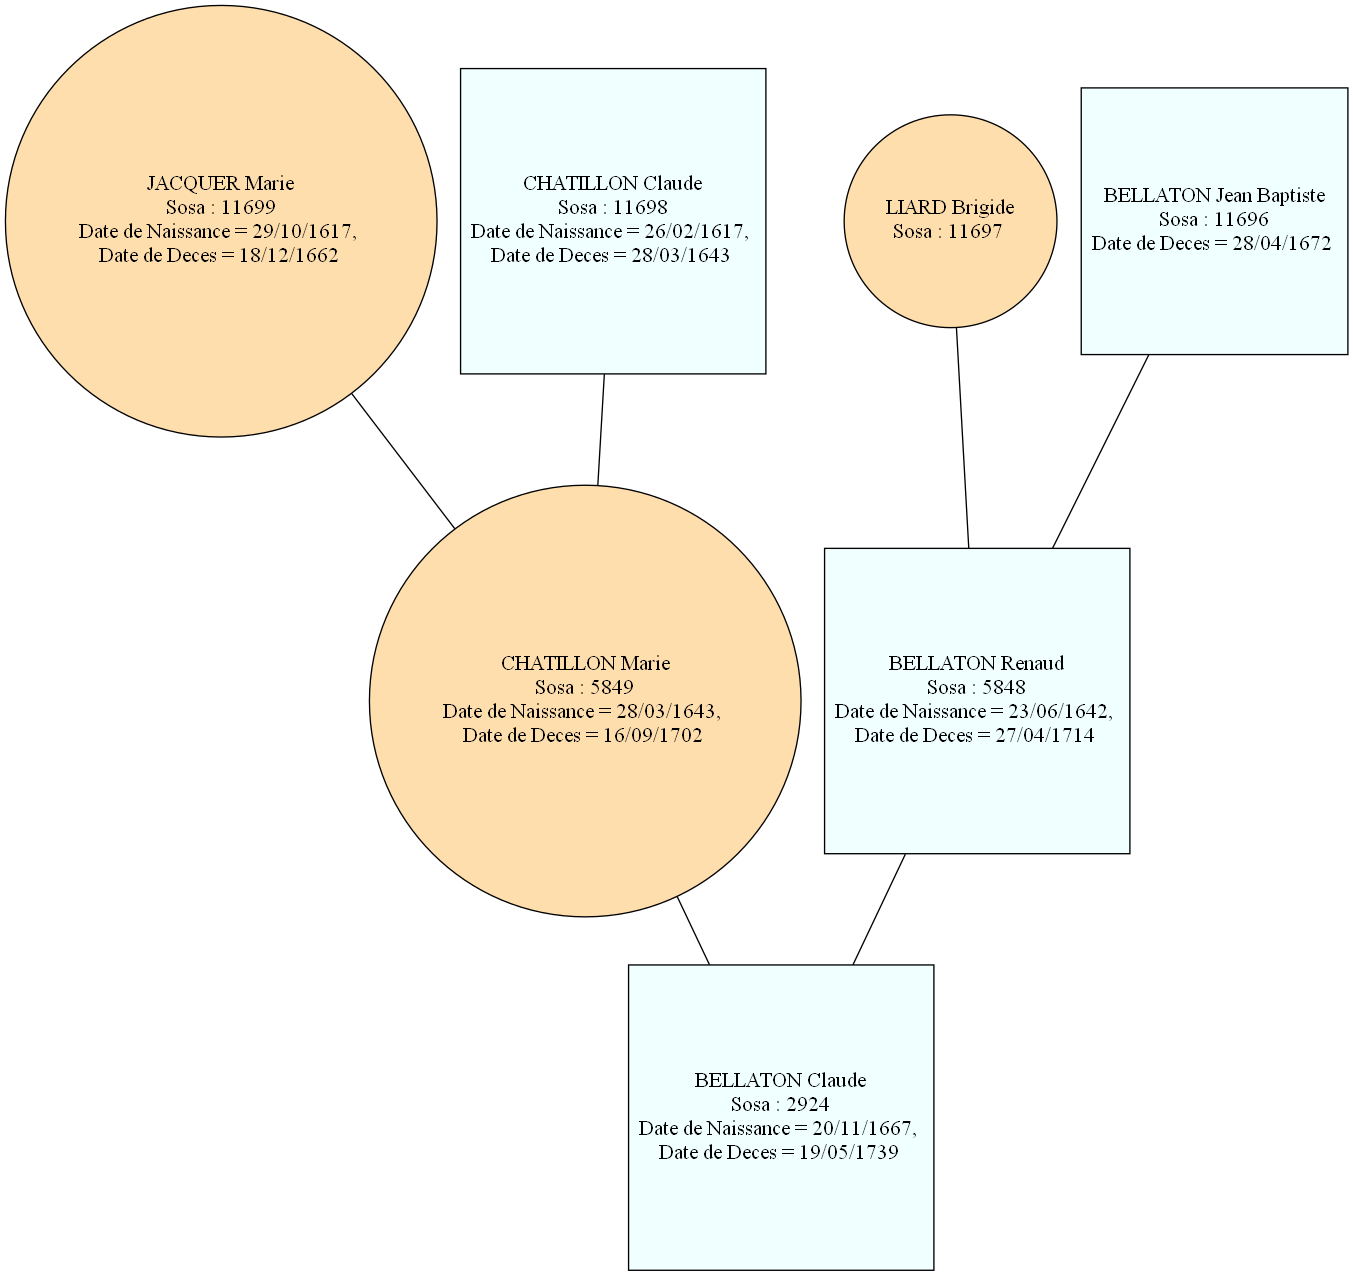 JACQUER Marie
Sosa : 11699
Date de Naissance = 29/10/1617,
Date de Deces = 18/12/1662
CHATILLON Claude
Sosa : 11698
Date de Naissance = 26/02/1617,
Date de Deces = 28/03/1643
LIARD Brigide
Sosa : 11697
BELLATON Jean Baptiste
Sosa : 11696
Date de Deces = 28/04/1672
CHATILLON Marie
Sosa : 5849
Date de Naissance = 28/03/1643,
Date de Deces = 16/09/1702
BELLATON Renaud
Sosa : 5848
Date de Naissance = 23/06/1642,
Date de Deces = 27/04/1714
BELLATON Claude
Sosa : 2924
Date de Naissance = 20/11/1667,
Date de Deces = 19/05/1739